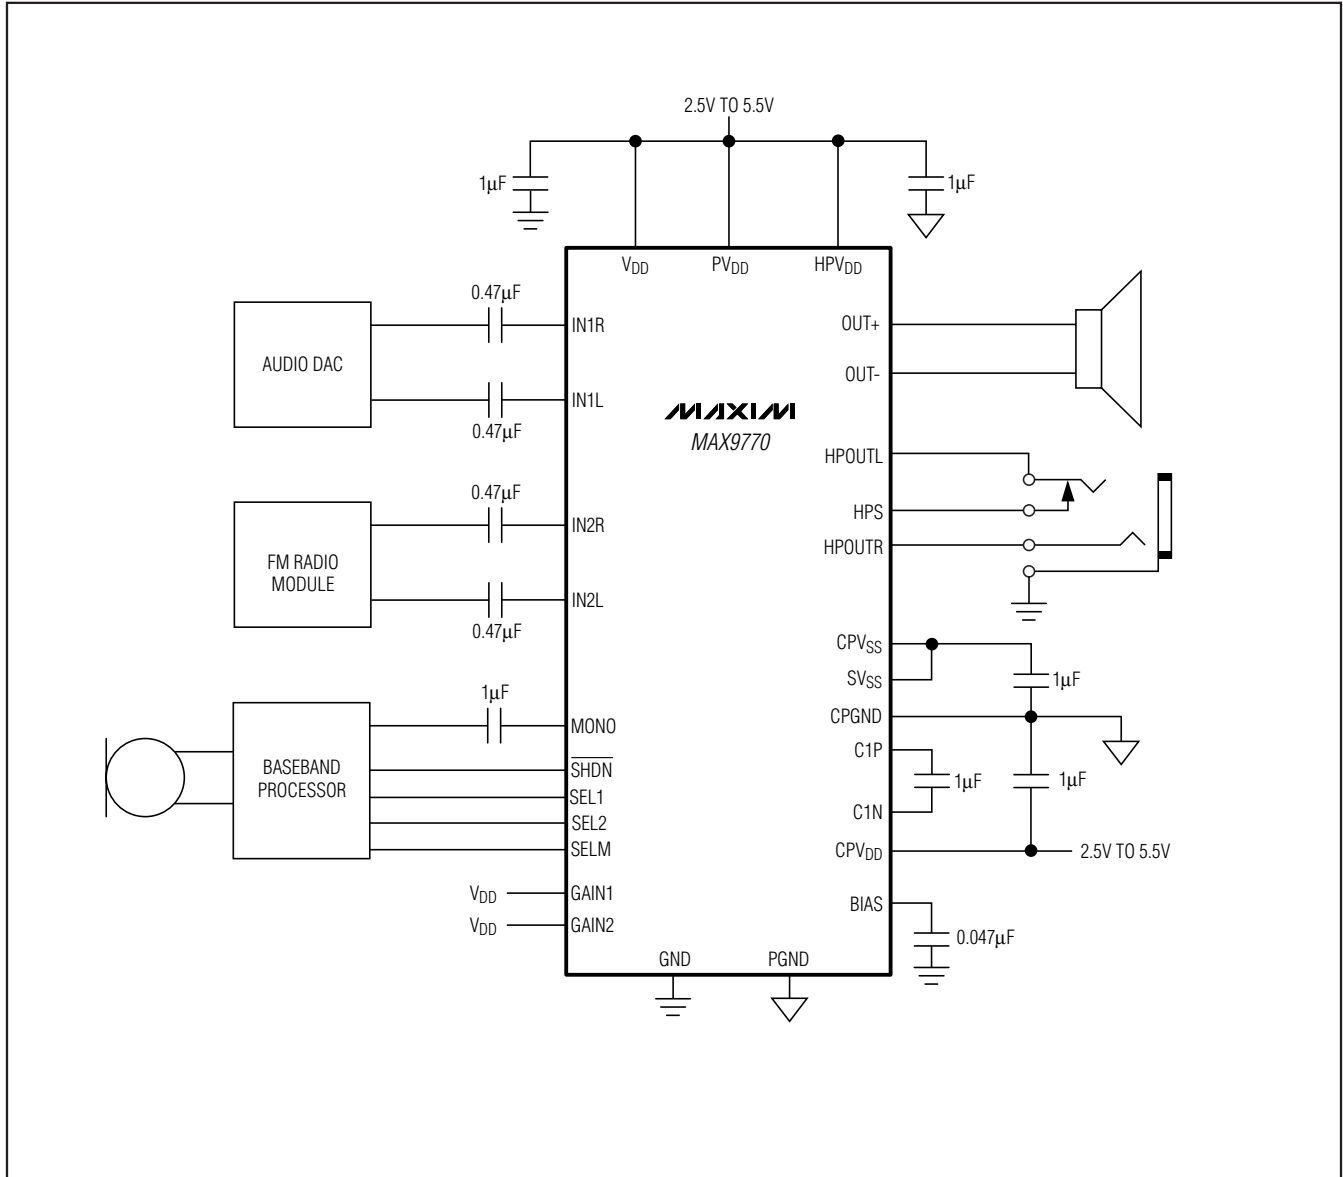 2.5V TO 5.5V
1µF
1µF
VDD
PVDD
HPVDD
0.47µF
IN1R
OUT+
AUDIO DAC
OUT-
IN1L
0.47µF
MAXIM
MAX9770
HPOUTL
0.47µF
IN2R
HPS
HPOUTR
FM RADIO
MODULE
IN2L
0.47µF
CPVSS
SVSS
1µF
1µF
MONO
CPGND
BASEBAND
PROCESSOR
SHDN
SEL1
SEL2
SELM
C1P
1µF
1µF
C1N
CPVDD
2.5V TO 5.5V
VDD
GAIN1
VDD
GAIN2
BIAS
0.047µF
GND
PGND